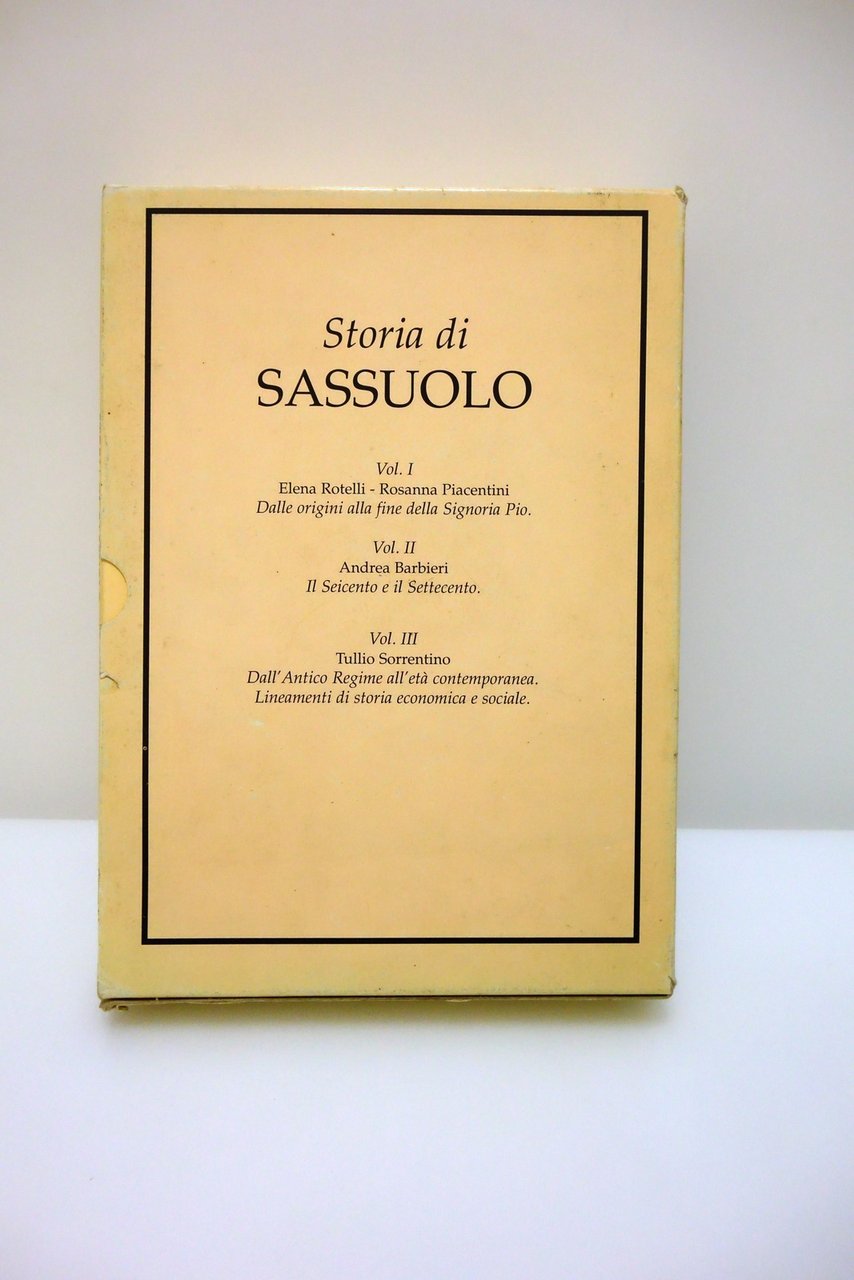 Storia di
SASSUOLO
Vol. I
Elena Rotelli - Rosanna Piacentini
Dalle origini alla fine della Signoria Pio.
Vol. II
Andrea Barbieri
Il Seicento e il Settecento.
Vol. III
Tullio Sorrentino
Dall'Antico Regime all'età contemporanea.
Lineamenti di storia economica e sociale.